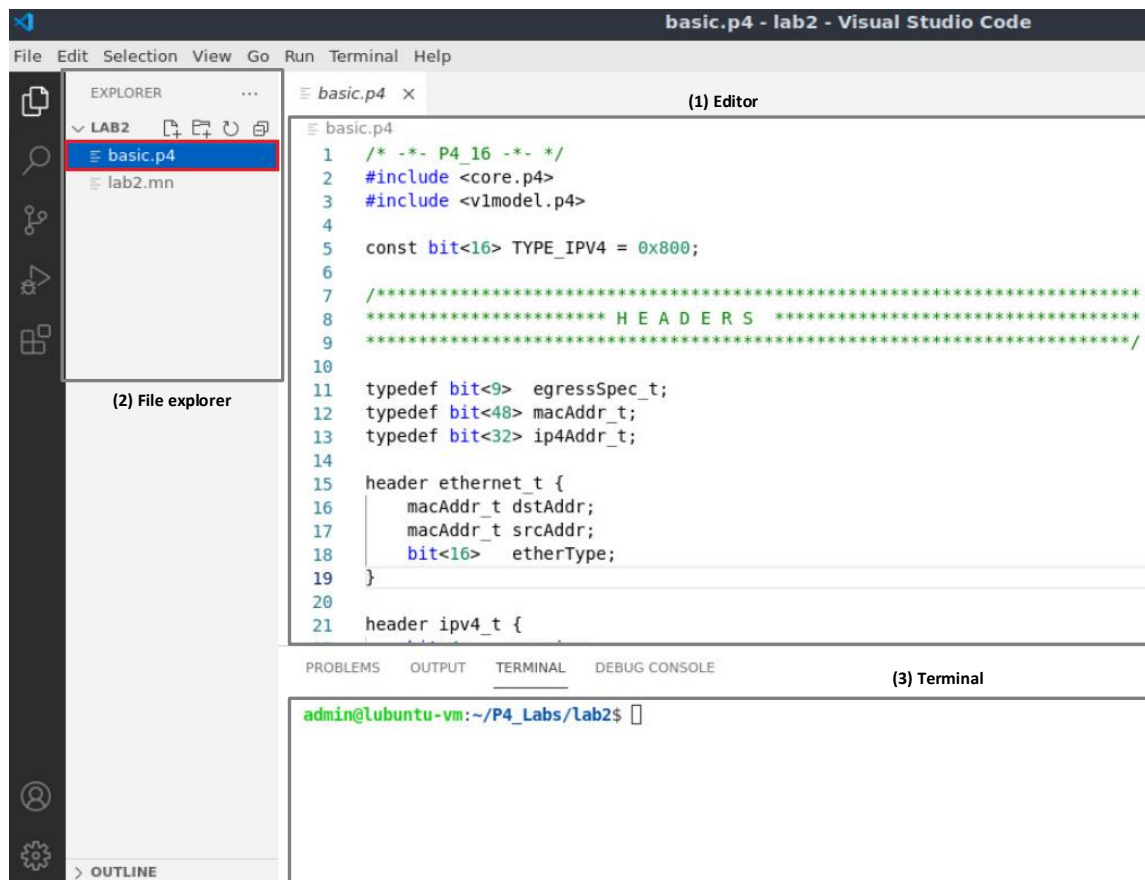 basic.p4 - lab2 - Visual Studio Code
File Edit Selection View Go Run Terminal Help
EXPLORER ...
LAB2
basic.p4
lab2.mn
(2) File explorer
OUTLINE
basic.p4 ×
(1) Editor
basic.p4
1 /* -*- P4_16 -*- */
2 #include <core.p4>
3 #include <v1model.p4>
4
5 const bit<16> TYPE_IPV4 = 0x800;
6
7 /*************************************************************************
8 *********************** H E A D E R S ***********************************
9 *************************************************************************/
10
11 typedef bit<9>  egressSpec_t;
12 typedef bit<48> macAddr_t;
13 typedef bit<32> ip4Addr_t;
14
15 header ethernet_t {
16     macAddr_t dstAddr;
17     macAddr_t srcAddr;
18     bit<16>   etherType;
19 }
20
21 header ipv4_t {
PROBLEMS OUTPUT TERMINAL DEBUG CONSOLE
(3) Terminal
admin@lubuntu-vm:~/P4_Labs/lab2$